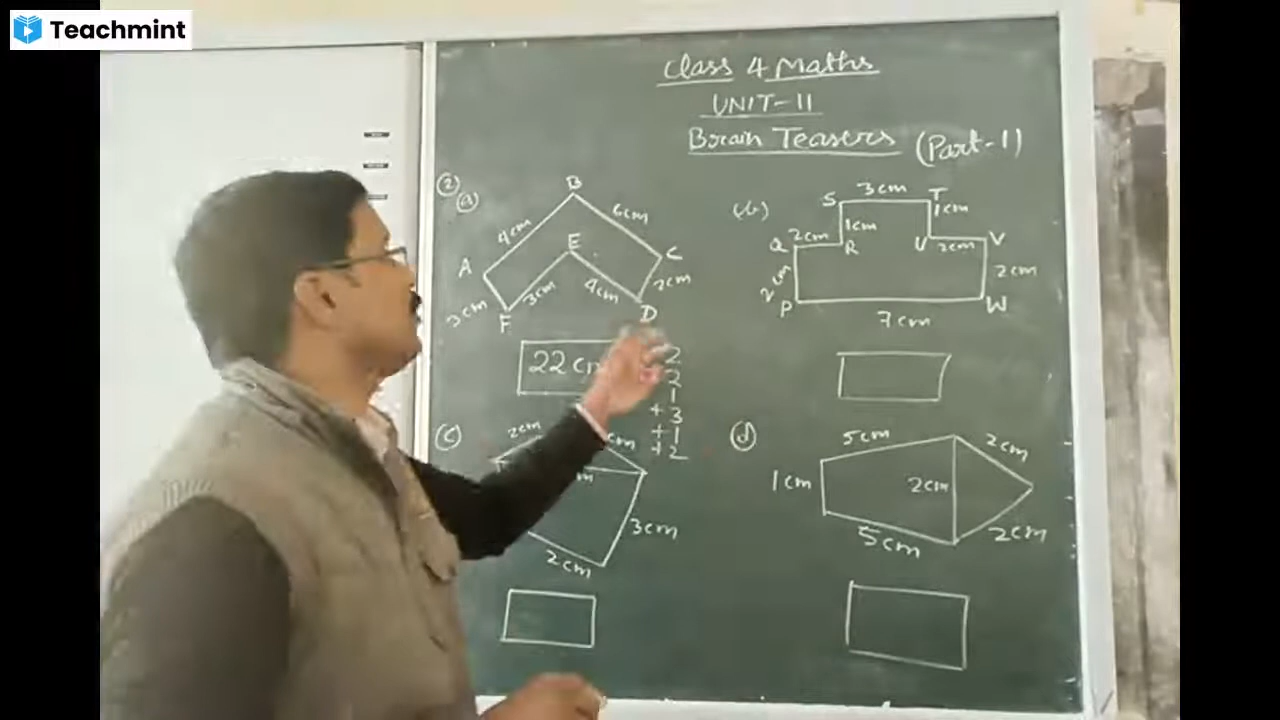 Teachmint
Class 4 Maths
UNIT-11
Brain Teasers (Part-1)
②
(a)
B
4cm
6cm
A
E
C
3cm
3cm
4cm
2cm
F
D
22 cm
2
2
1
+3
+1
+2
(b)
3cm
S
T
1cm
1cm
2cm
Q
R
U
2cm
V
2cm
2cm
P
W
7cm
(c)
2cm
cm
m
3cm
2cm
(d)
5cm
2cm
1cm
2cm
5cm
2cm